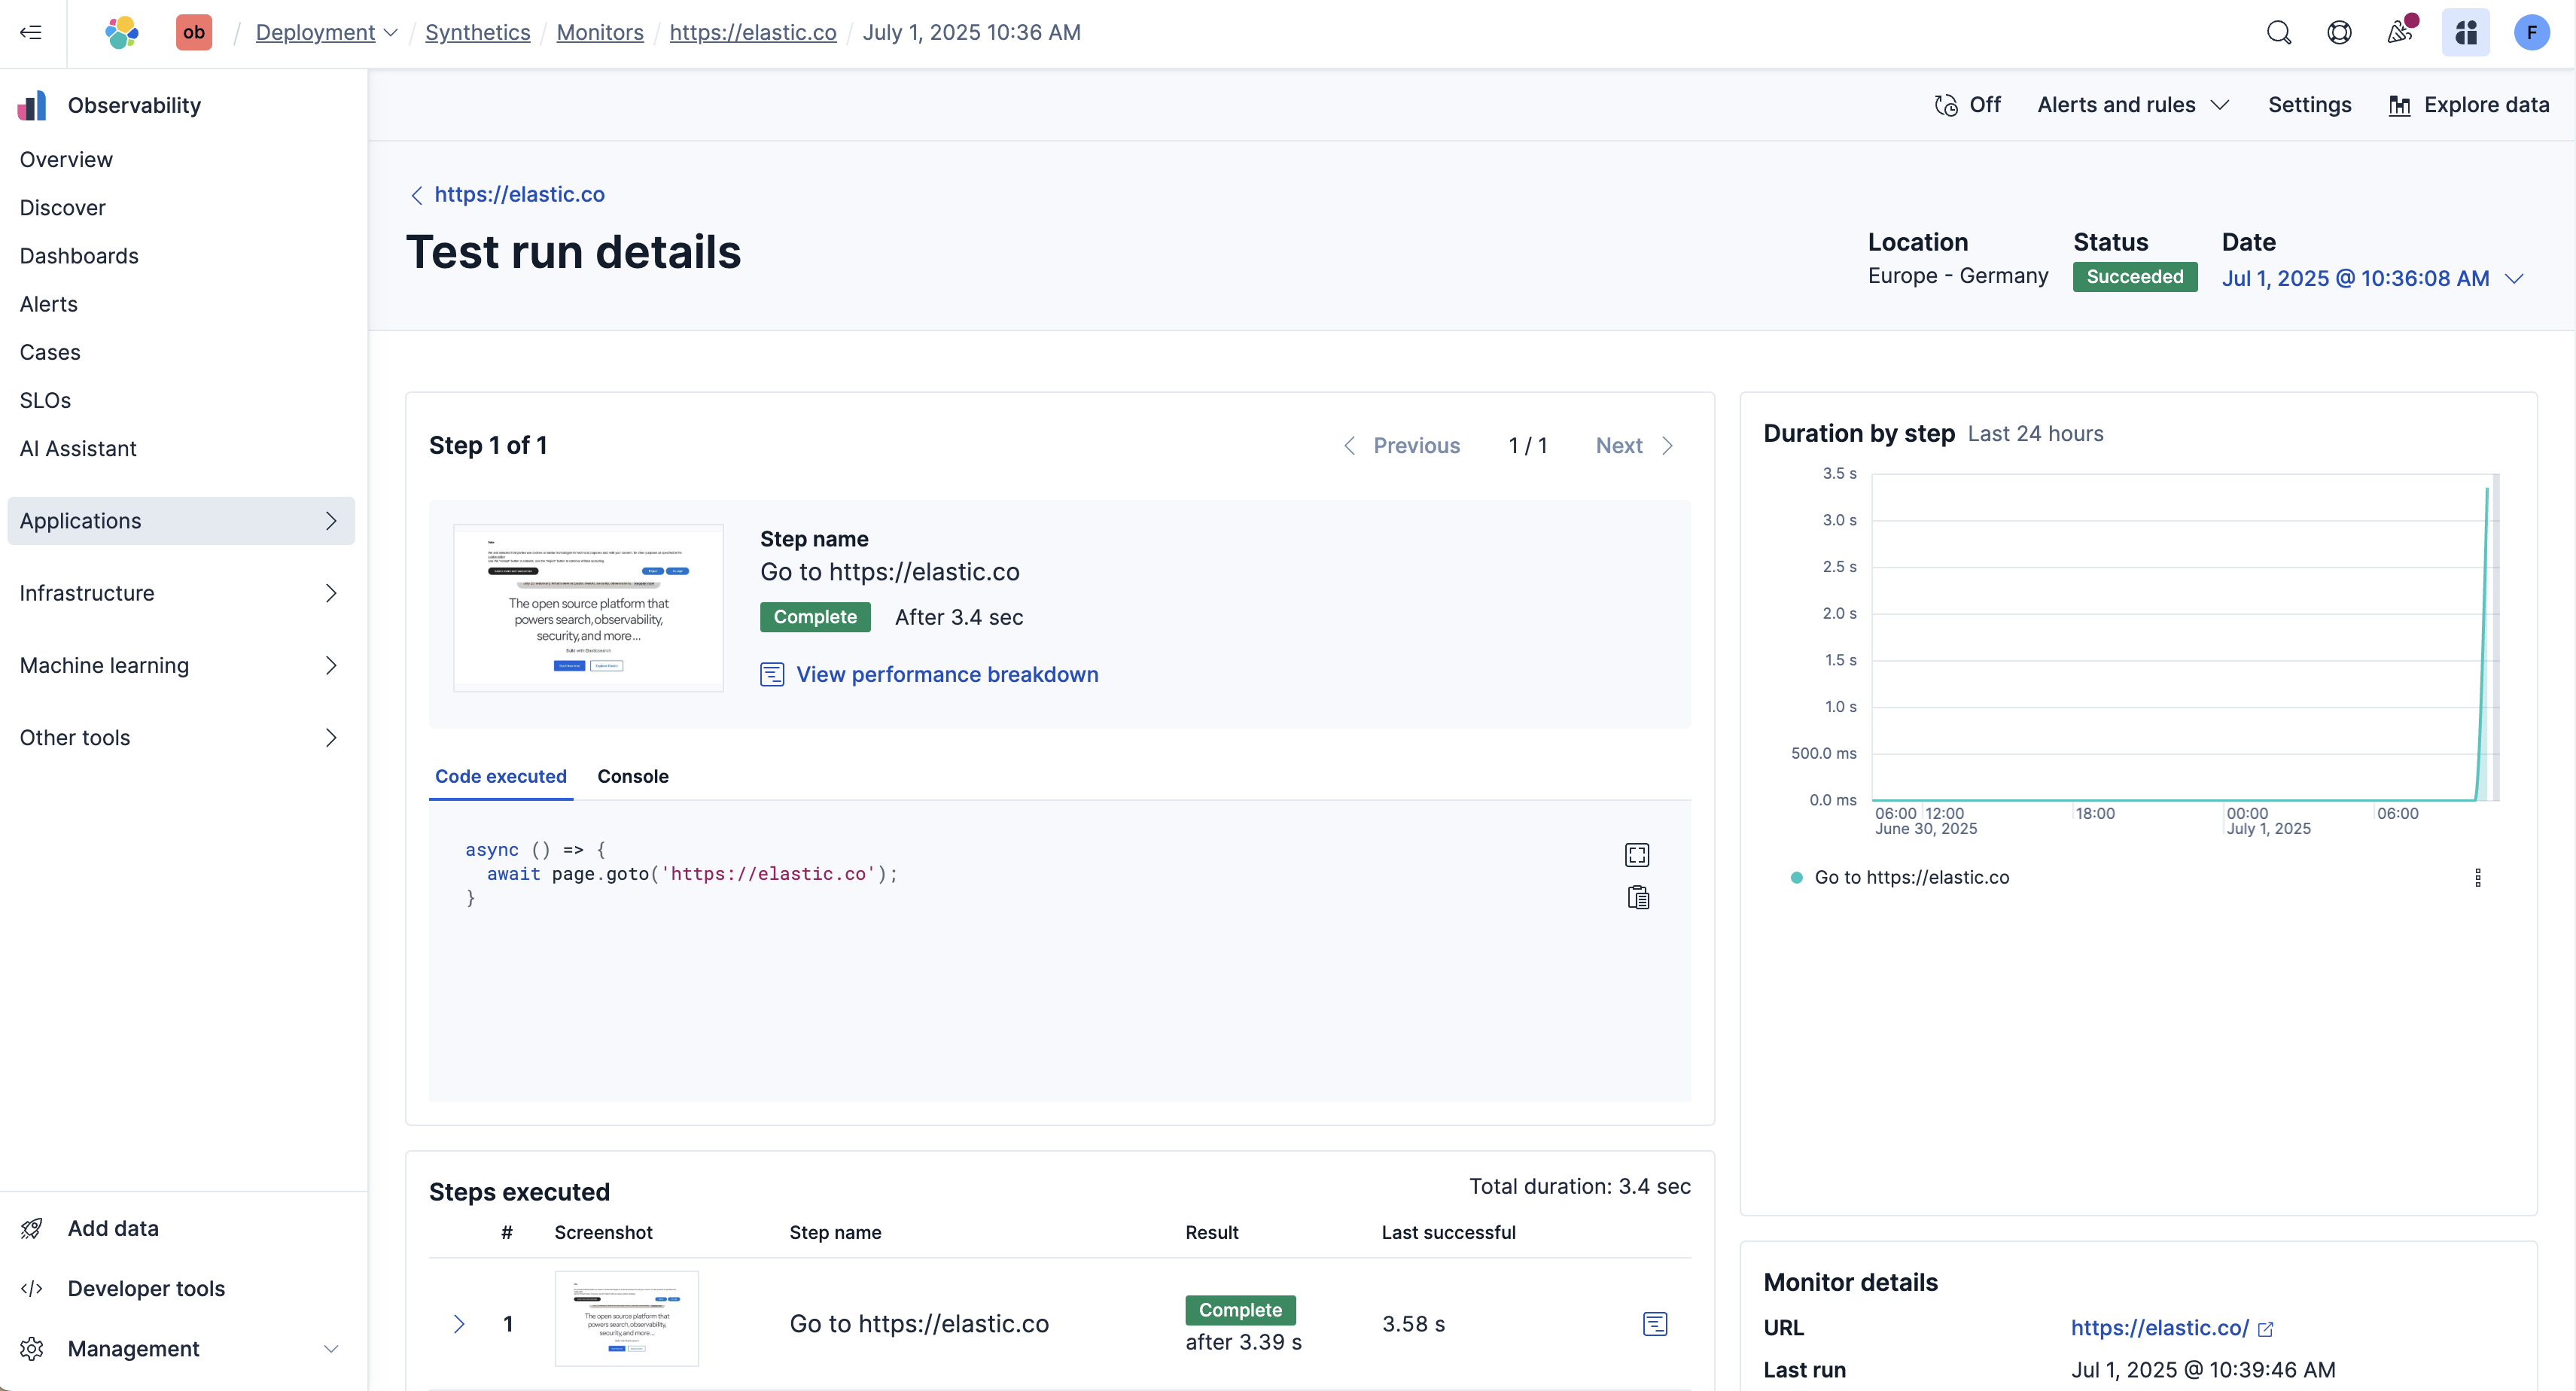 ob / Deployment / Synthetics / Monitors / https://elastic.co / July 1, 2025 10:36 AM
F
Observability
Overview
Discover
Dashboards
Alerts
Cases
SLOs
AI Assistant
Applications
Infrastructure
Machine learning
Other tools
Add data
Developer tools
Management
Off
Alerts and rules
Settings
Explore data
https://elastic.co
Test run details
Location
Europe - Germany
Status
Succeeded
Date
Jul 1, 2025 @ 10:36:08 AM
Step 1 of 1
Previous
1 / 1
Next
The open source platform that
powers search, observability,
security, and more...
Build with Elasticsearch
Step name
Go to https://elastic.co
Complete
After 3.4 sec
View performance breakdown
Code executed
Console
async () => {
await page.goto('https://elastic.co');
}
Steps executed
Total duration: 3.4 sec
# Screenshot Step name Result Last successful
1
The open source platform that
powers search, observability,
security, and more...
Go to https://elastic.co
Complete
after 3.39 s
3.58 s
Duration by step Last 24 hours
3.5 s
3.0 s
2.5 s
2.0 s
1.5 s
1.0 s
500.0 ms
0.0 ms
06:00 12:00 18:00 00:00 06:00
June 30, 2025 July 1, 2025
Go to https://elastic.co
Monitor details
URL https://elastic.co/
Last run Jul 1, 2025 @ 10:39:46 AM